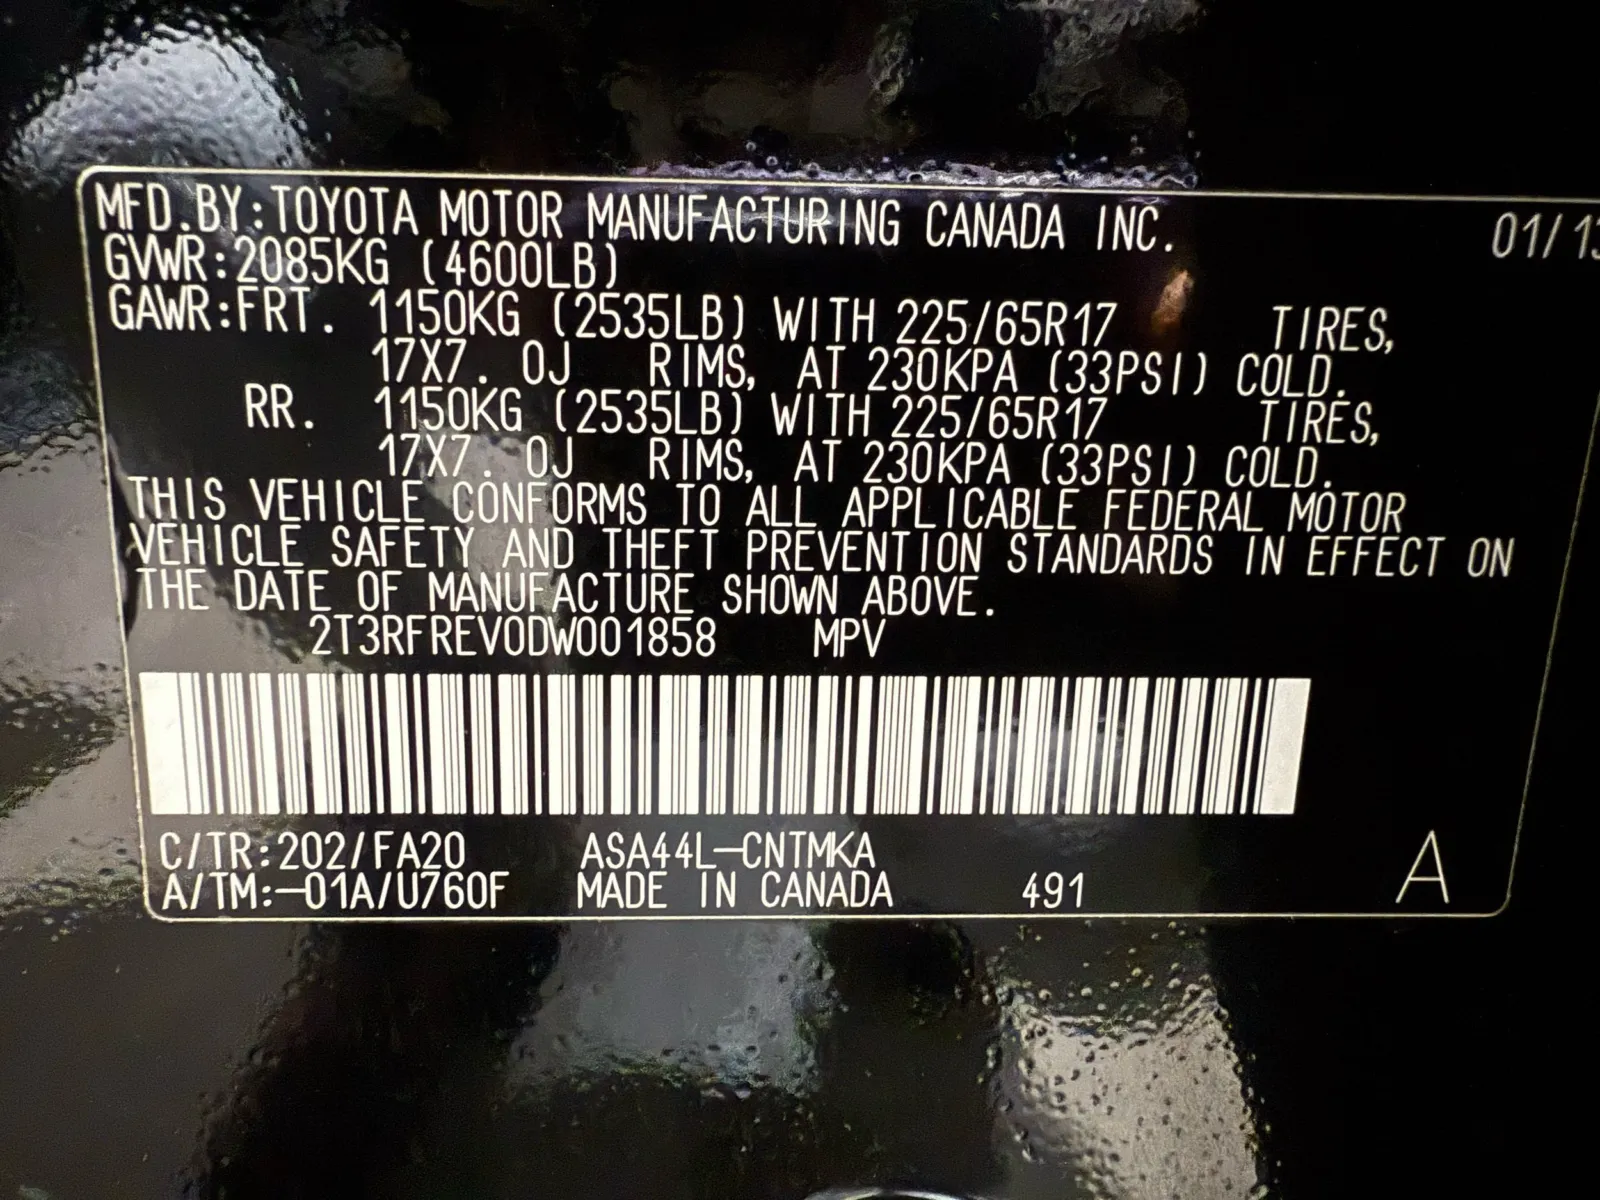 MFD.BY:TOYOTA MOTOR MANUFACTURING CANADA INC. 01/13
GVWR:2085KG (4600LB)
GAWR:FRT. 1150KG (2535LB) WITH 225/65R17 TIRES,
17X7.0J RIMS, AT 230KPA (33PSI) COLD.
RR. 1150KG (2535LB) WITH 225/65R17 TIRES,
17X7.0J RIMS, AT 230KPA (33PSI) COLD.
THIS VEHICLE CONFORMS TO ALL APPLICABLE FEDERAL MOTOR
VEHICLE SAFETY AND THEFT PREVENTION STANDARDS IN EFFECT ON
THE DATE OF MANUFACTURE SHOWN ABOVE.
2T3RFREV0DW001858 MPV
C/TR:202/FA20 ASA44L-CNTMKA
A/TM:-01A/U760F MADE IN CANADA 491 A